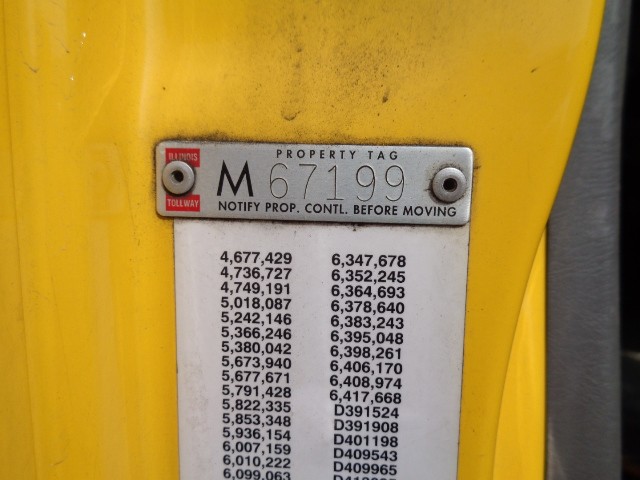 PROPERTY TAG
ILLINOIS
M 67199
TOLLWAY
NOTIFY PROP. CONTL. BEFORE MOVING
4,677,429 6,347,678
4,736,727 6,352,245
4,749,191 6,364,693
5,018,087 6,378,640
5,242,146 6,383,243
5,366,246 6,395,048
5,380,042 6,398,261
5,673,940 6,406,170
5,677,671 6,408,974
5,791,428 6,417,668
5,822,335 D391524
5,853,348 D391908
5,936,154 D401198
6,007,159 D409543
6,010,222 D409965
6,099,063